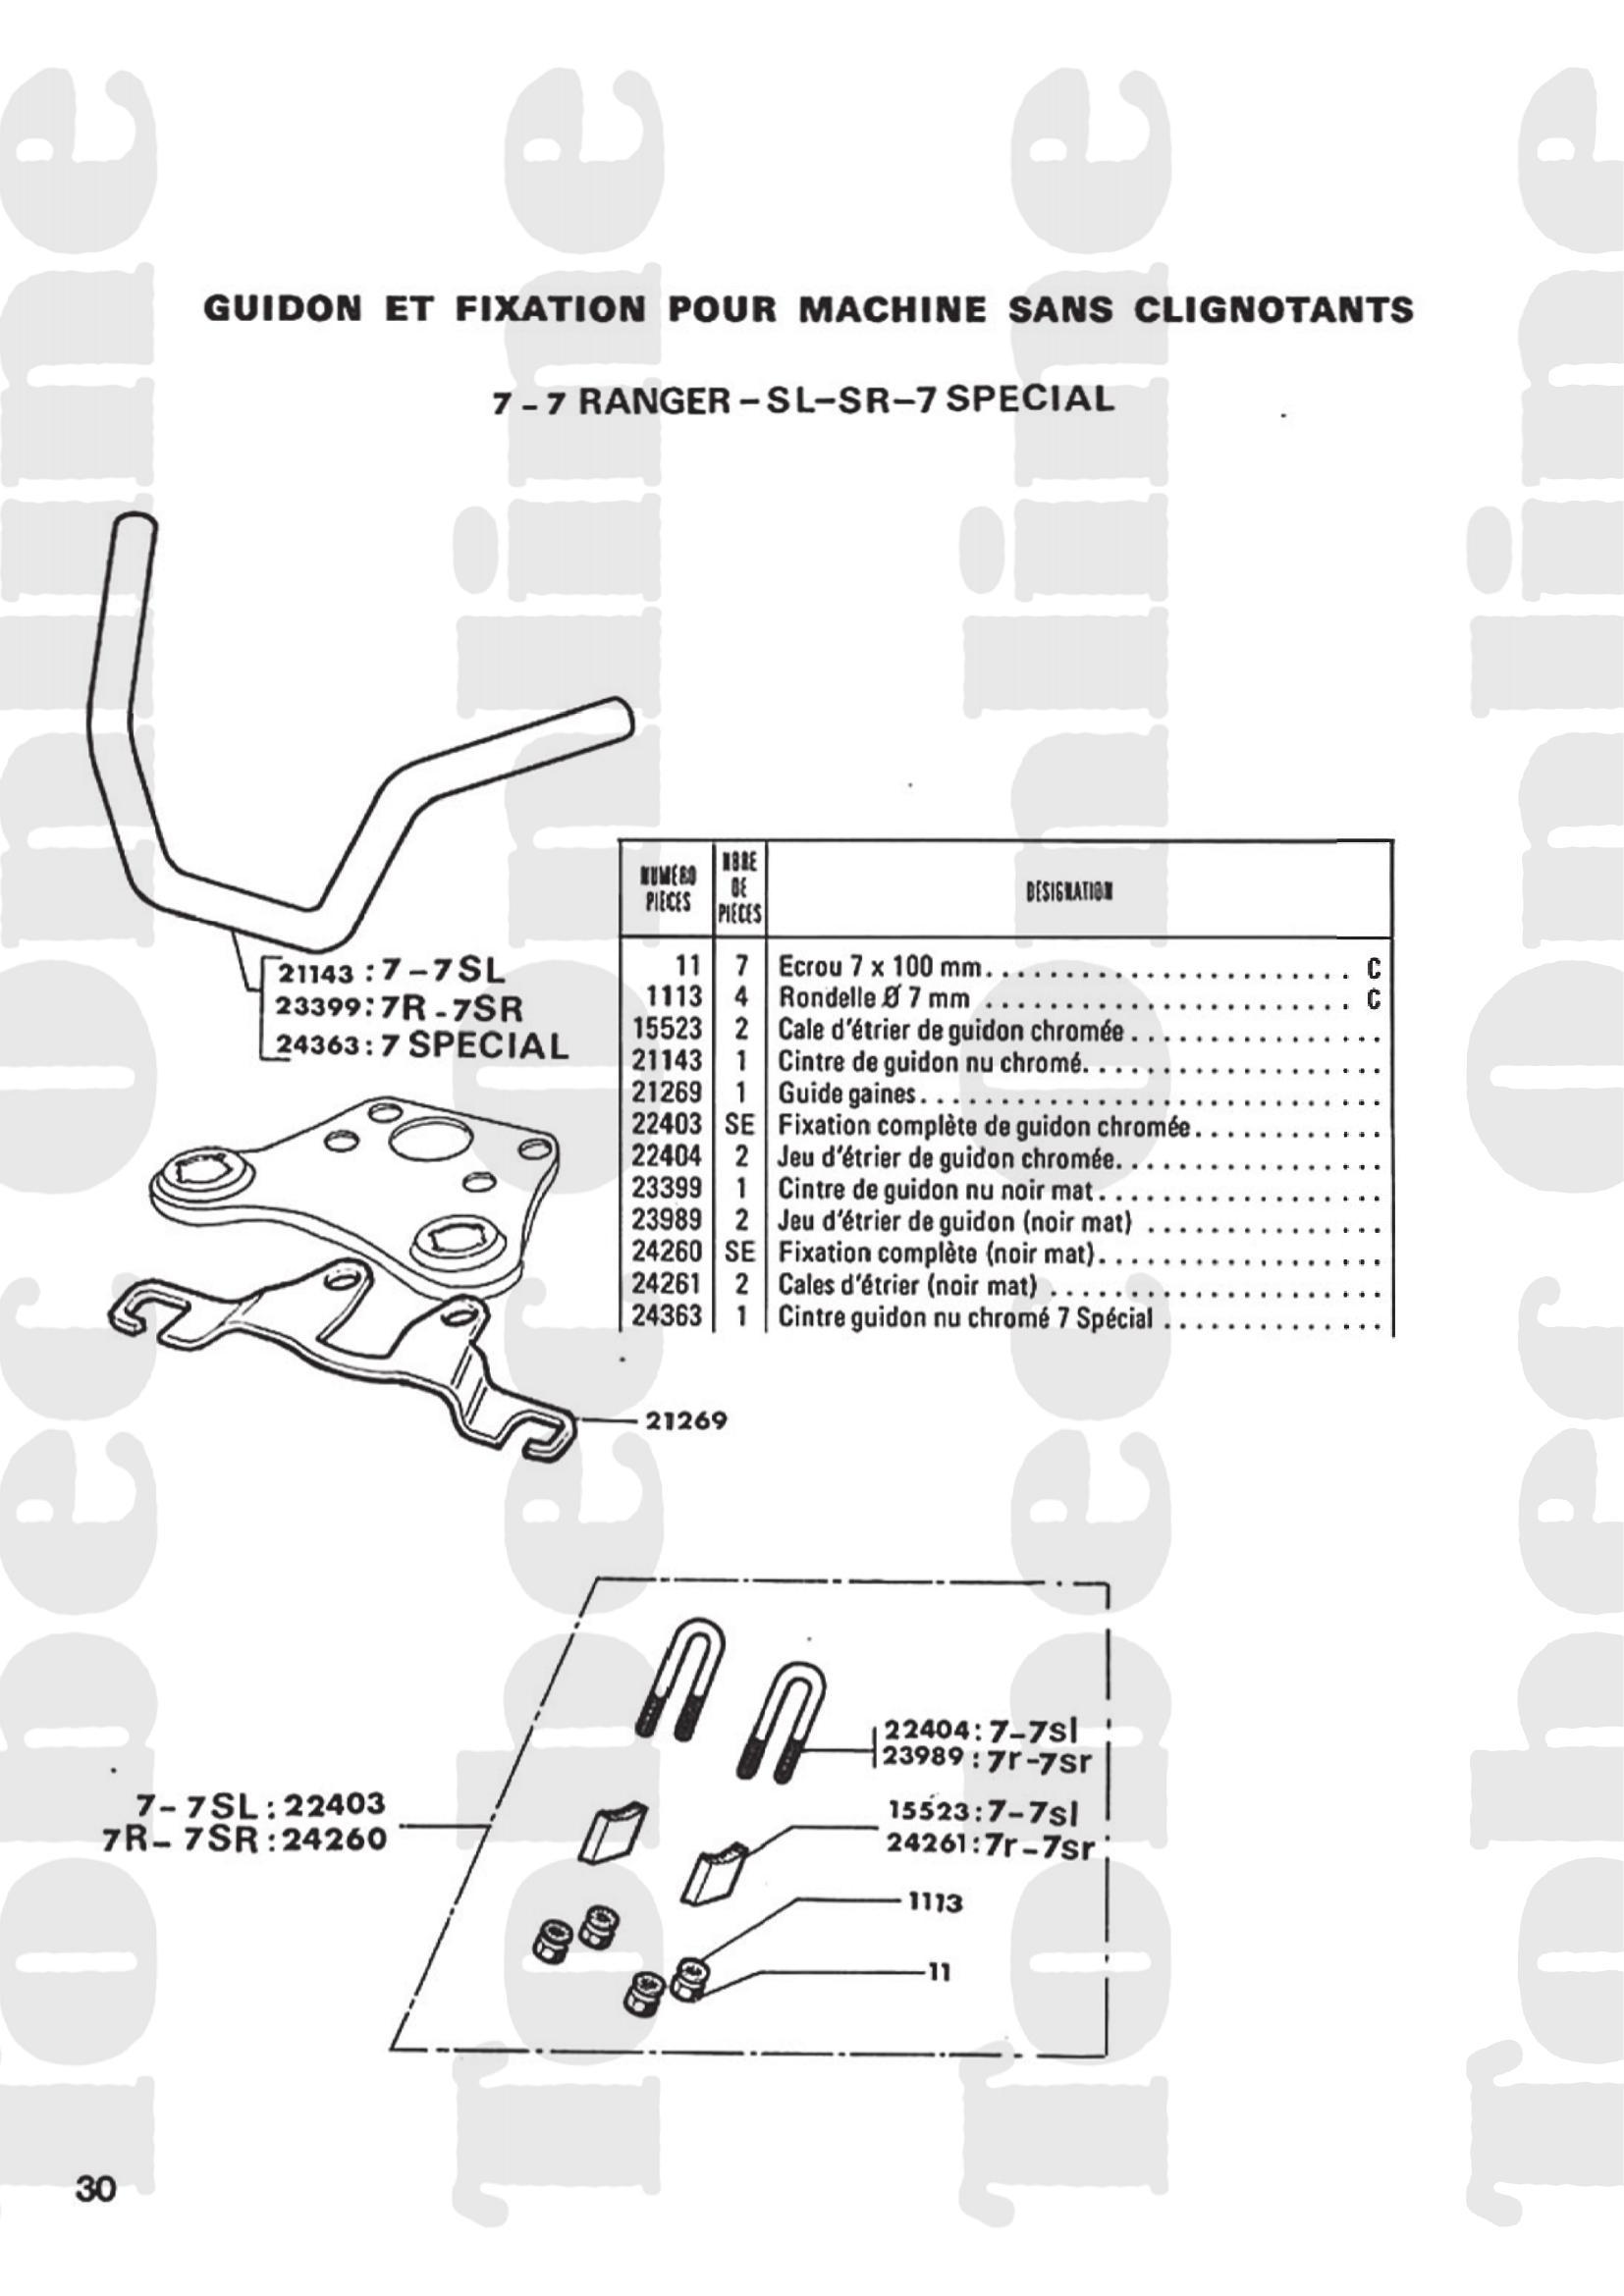 GUIDON ET FIXATION POUR MACHINE SANS CLIGNOTANTS
7 - 7 RANGER – SL – SR – 7 SPECIAL
21143 : 7 – 7 SL
23399 : 7R - 7SR
24363 : 7 SPECIAL
NUMERO PIECES | NBRE DE PIECES | DESIGNATION
11 | 7 | Ecrou 7 x 100 mm. . . . . . . . . . . . . . . . . . . . . . . C
1113 | 4 | Rondelle Ø 7 mm . . . . . . . . . . . . . . . . . . . . . . . C
15523 | 2 | Cale d'étrier de guidon chromée . . . . . . . . . . . . . . . .
21143 | 1 | Cintre de guidon nu chromé. . . . . . . . . . . . . . . . . . .
21269 | 1 | Guide gaines. . . . . . . . . . . . . . . . . . . . . . . . . . . . .
22403 | SE | Fixation complète de guidon chromée. . . . . . . . . . . .
22404 | 2 | Jeu d'étrier de guidon chromée. . . . . . . . . . . . . . . . .
23399 | 1 | Cintre de guidon nu noir mat . . . . . . . . . . . . . . . . . .
23989 | 2 | Jeu d'étrier de guidon (noir mat) . . . . . . . . . . . . . . .
24260 | SE | Fixation complète (noir mat). . . . . . . . . . . . . . . . . .
24261 | 2 | Cales d'étrier (noir mat) . . . . . . . . . . . . . . . . . . . . .
24363 | 1 | Cintre guidon nu chromé 7 Spécial . . . . . . . . . . . . . .
21269
22404 : 7 – 7sl
23989 : 7r - 7sr
7 - 7 SL : 22403
7R - 7 SR : 24260
15523 : 7 – 7sl
24261 : 7r – 7sr
1113
11
30